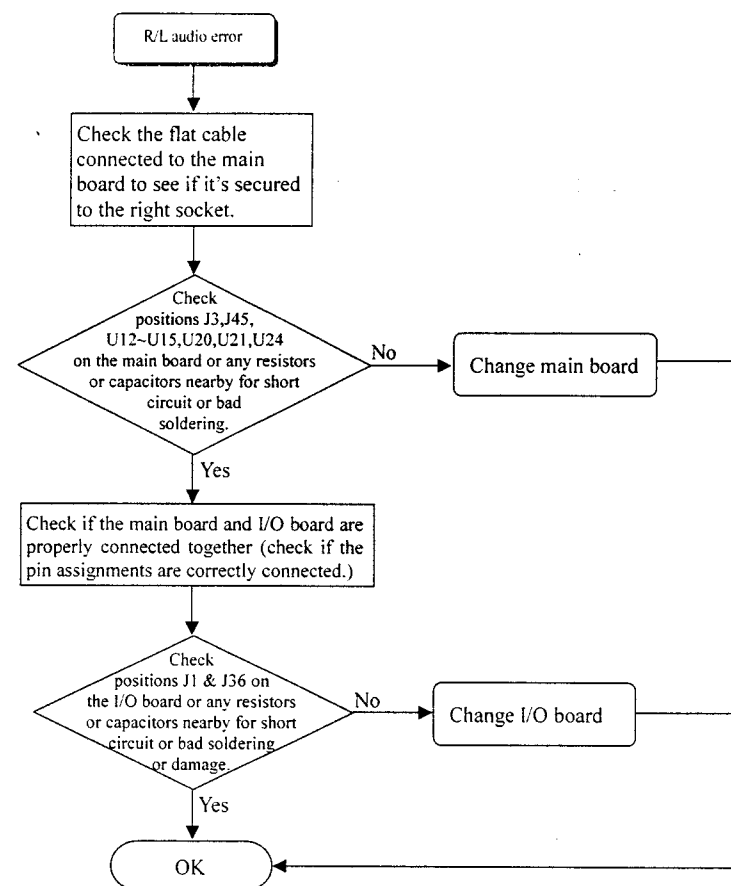 R/L audio error
Check the flat cable
connected to the main
board to see if it's secured
to the right socket.
Check
positions J3,J45,
U12~U15,U20,U21,U24
on the main board or any resistors
or capacitors nearby for short
circuit or bad
soldering.
No
Change main board
Yes
Check if the main board and I/O board are
properly connected together (check if the
pin assignments are correctly connected.)
Check
positions J1 & J36 on
the I/O board or any resistors
or capacitors nearby for short
circuit or bad soldering
or damage.
No
Change I/O board
Yes
OK